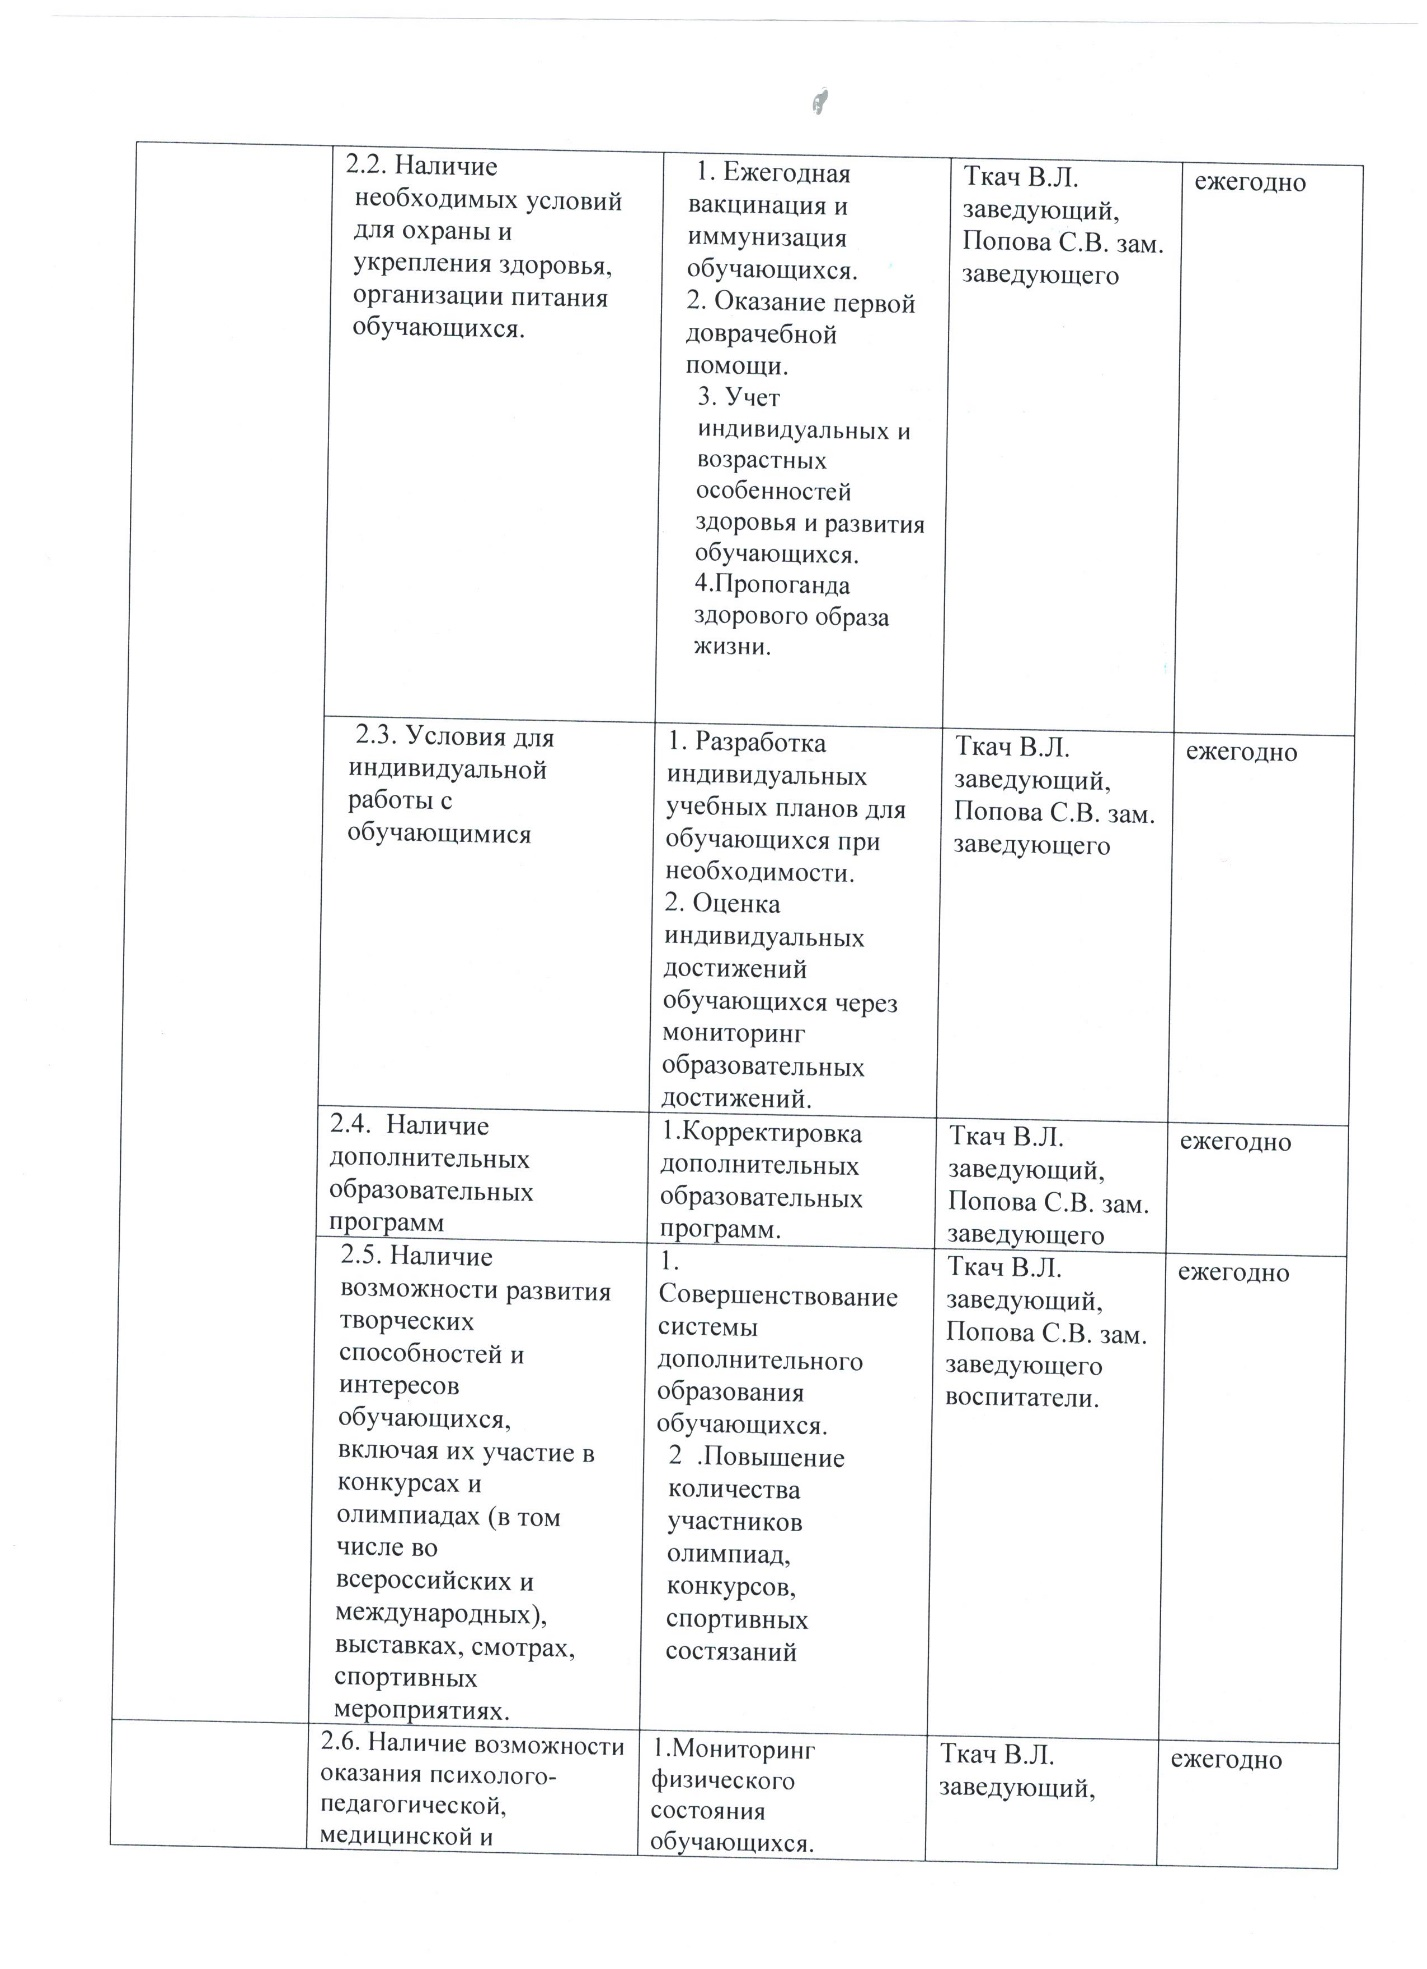 2.2. Наличие
необходимых условий
для охраны и
укрепления здоровья,
организации питания
обучающихся.
1. Ежегодная
вакцинация и
иммунизация
обучающихся.
2. Оказание первой
доврачебной
помощи.
3. Учет
индивидуальных и
возрастных
особенностей
здоровья и развития
обучающихся.
4.Пропоганда
здорового образа
жизни.
Ткач В.Л.
заведующий,
Попова С.В. зам.
заведующего
ежегодно
2.3. Условия для
индивидуальной
работы с
обучающимися
1. Разработка
индивидуальных
учебных планов для
обучающихся при
необходимости.
2. Оценка
индивидуальных
достижений
обучающихся через
мониторинг
образовательных
достижений.
Ткач В.Л.
заведующий,
Попова С.В. зам.
заведующего
ежегодно
2.4. Наличие
дополнительных
образовательных
программ
1.Корректировка
дополнительных
образовательных
программ.
Ткач В.Л.
заведующий,
Попова С.В. зам.
заведующего
ежегодно
2.5. Наличие
возможности развития
творческих
способностей и
интересов
обучающихся,
включая их участие в
конкурсах и
олимпиадах (в том
числе во
всероссийских и
международных),
выставках, смотрах,
спортивных
мероприятиях.
1.
Совершенствование
системы
дополнительного
образования
обучающихся.
2 .Повышение
количества
участников
олимпиад,
конкурсов,
спортивных
состязаний
Ткач В.Л.
заведующий,
Попова С.В. зам.
заведующего
воспитатели.
ежегодно
2.6. Наличие возможности
оказания психолого-
педагогической,
медицинской и
1.Мониторинг
физического
состояния
обучающихся.
Ткач В.Л.
заведующий,
ежегодно